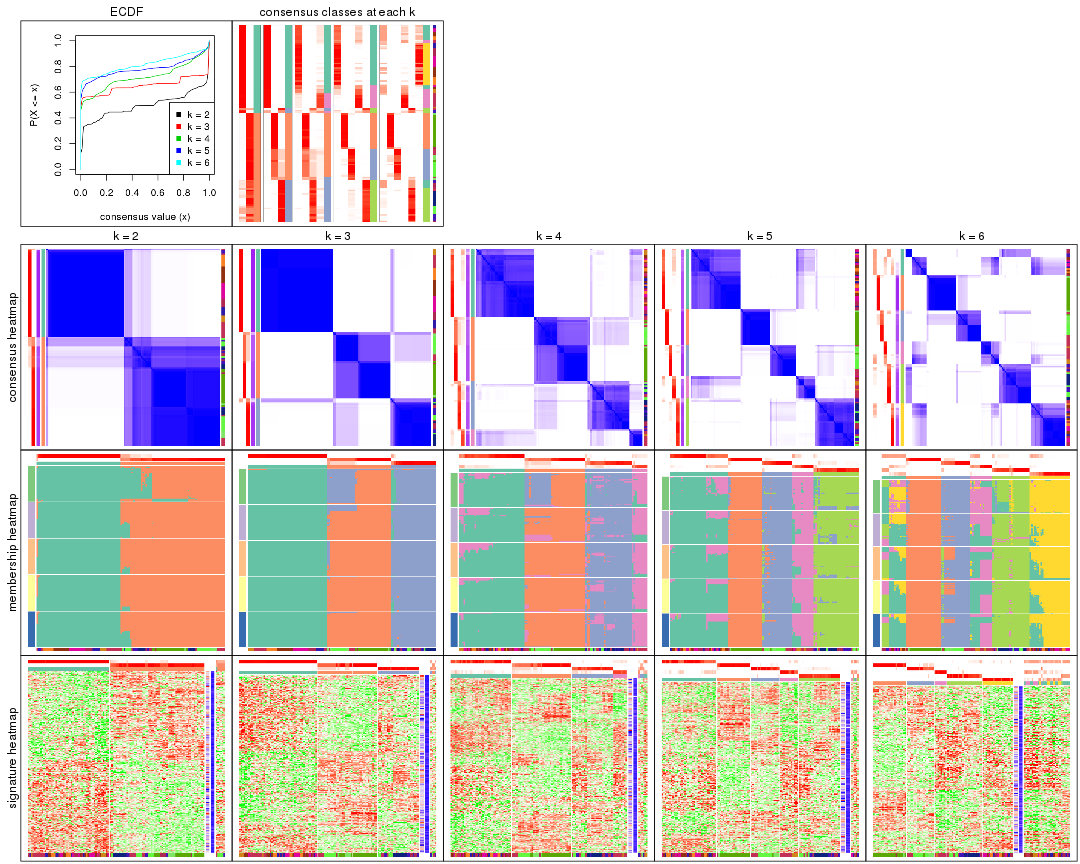 ECDF
consensus classes at each k
P(X <= x)
0.0 0.2 0.4 0.6 0.8 1.0
k = 2
k = 3
k = 4
k = 5
k = 6
0.0 0.2 0.4 0.6 0.8 1.0
consensus value (x)
k = 2 k = 3 k = 4 k = 5 k = 6
consensus heatmap
membership heatmap
signature heatmap